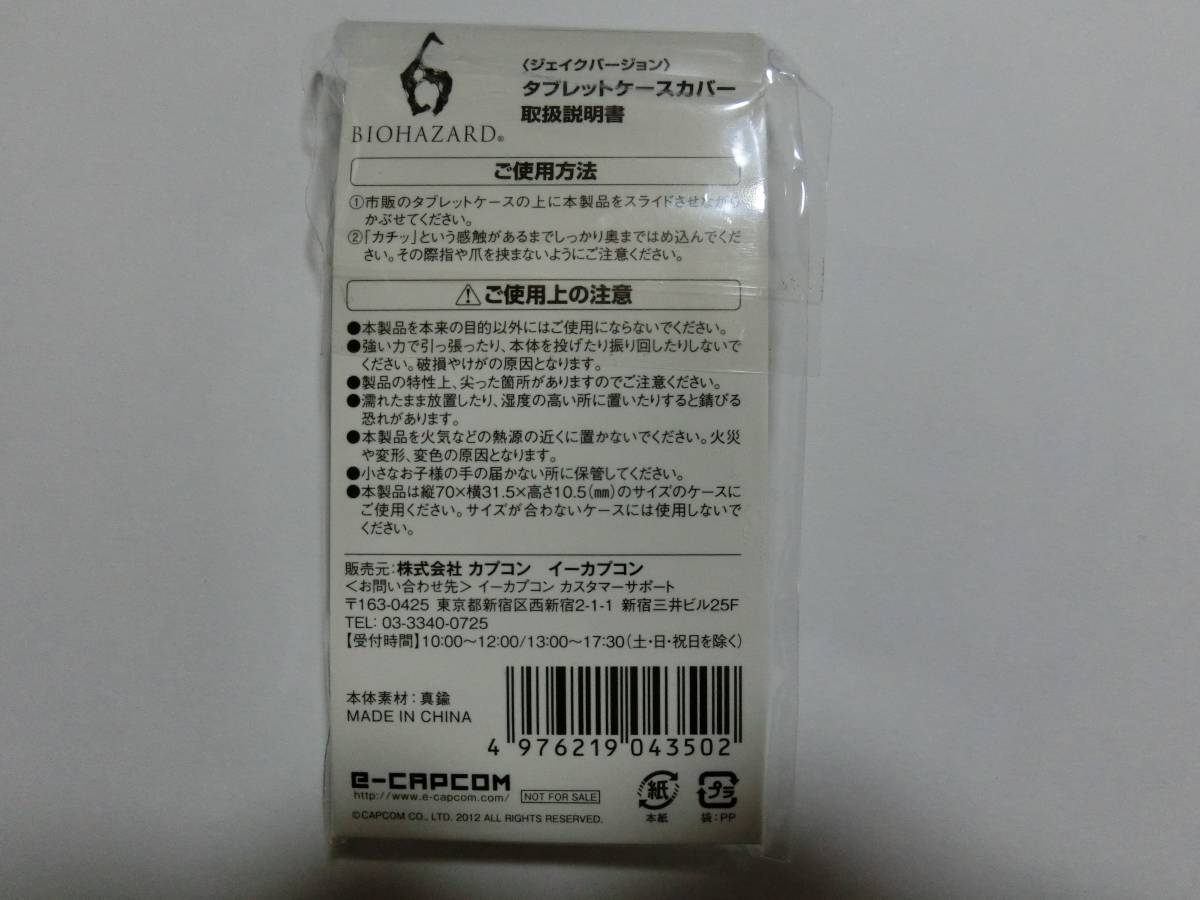 6
BIOHAZARD®
〈ジェイクバージョン〉
タブレットケースカバー
取扱説明書
ご使用方法
①市販のタブレットケースの上に本製品をスライドさせながら
かぶせてください。
②「カチッ」という感触があるまでしっかり奥まではめ込んでくだ
さい。その際指や爪を挟まないようにご注意ください。
⚠ご使用上の注意
●本製品を本来の目的以外にはご使用にならないでください。
●強い力で引っ張ったり、本体を投げたり振り回したりしないで
ください。破損やけがの原因となります。
●製品の特性上、尖った箇所がありますのでご注意ください。
●濡れたまま放置したり、湿度の高い所に置いたりすると錆びる
恐れがあります。
●本製品を火気などの熱源の近くに置かないでください。火災
や変形、変色の原因となります。
●小さなお子様の手の届かない所に保管してください。
●本製品は縦70×横31.5×高さ10.5(㎜)のサイズのケースに
ご使用ください。サイズが合わないケースには使用しないで
ください。
販売元:株式会社 カプコン イーカプコン
＜お問い合わせ先＞ イーカプコン カスタマーサポート
〒163-0425 東京都新宿区西新宿2-1-1 新宿三井ビル25F
TEL: 03-3340-0725
【受付時間】10:00～12:00/13:00～17:30(土・日・祝日を除く)
本体素材：真鍮
MADE IN CHINA
4 976219 043502
e-CAPCOM
http://www.e-capcom.com/
NOT FOR SALE
©CAPCOM CO., LTD. 2012 ALL RIGHTS RESERVED.
紙
本紙
プラ
袋:PP